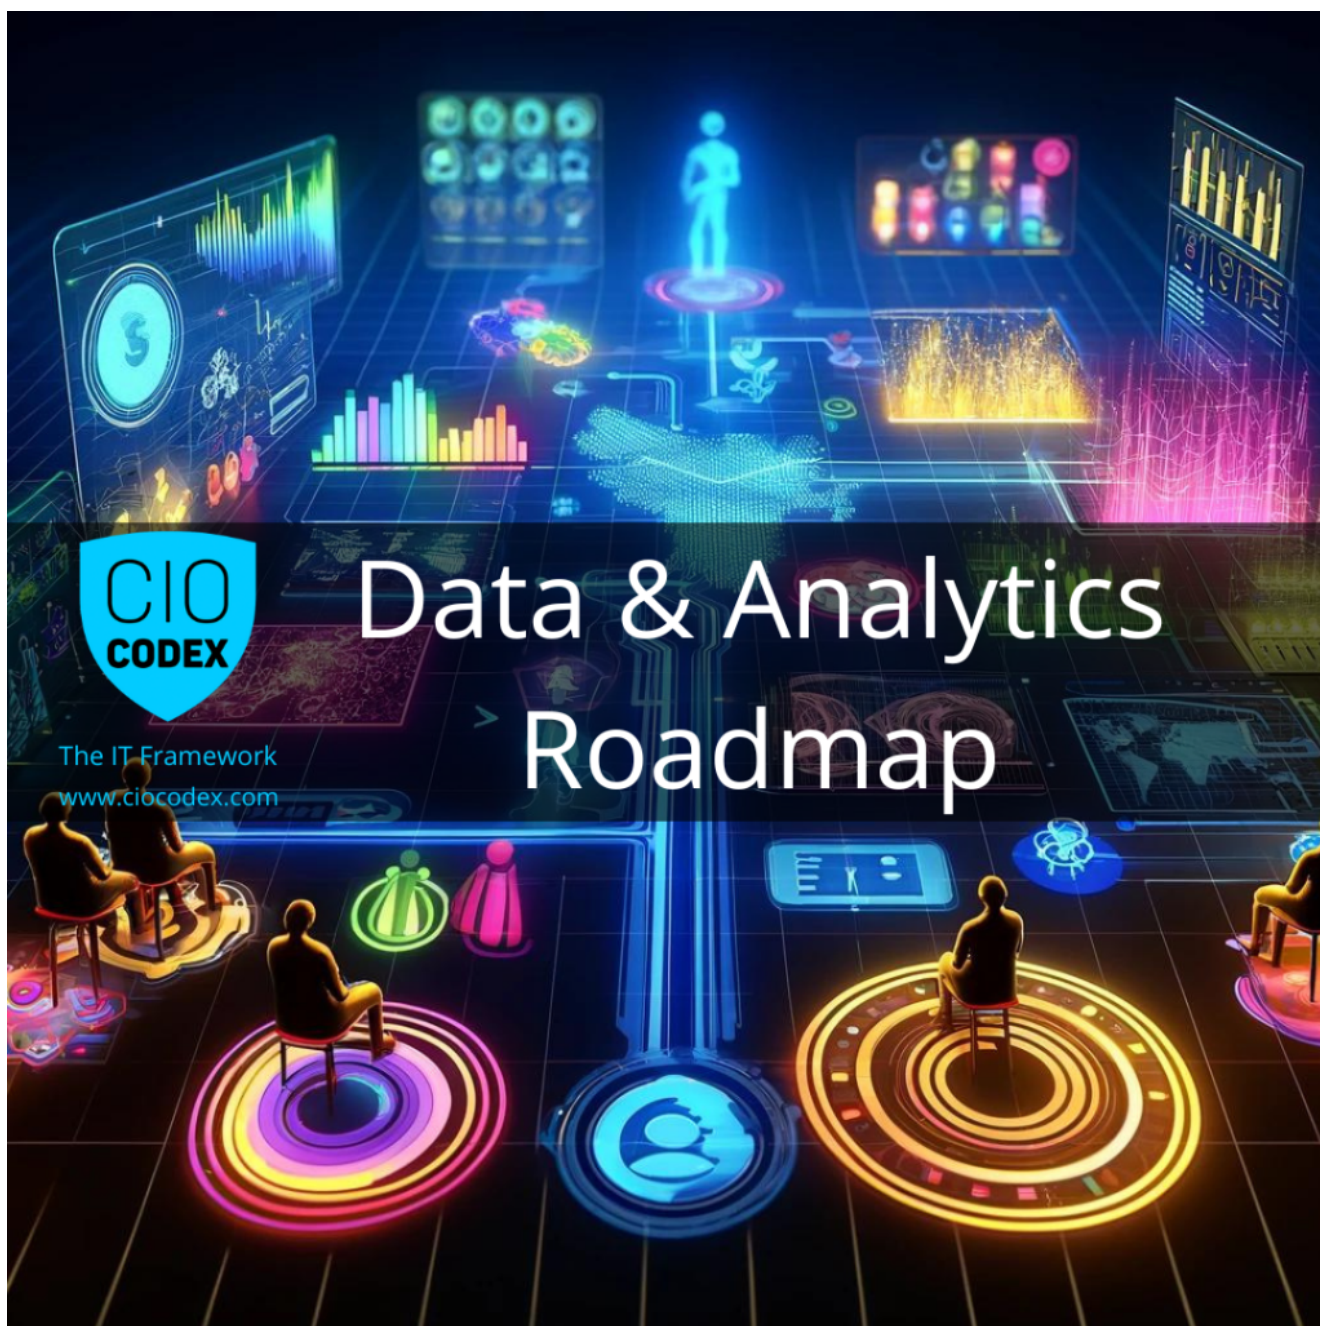 CIO
CODEX
Data & Analytics
Roadmap
The IT Framework
www.ciocodex.com